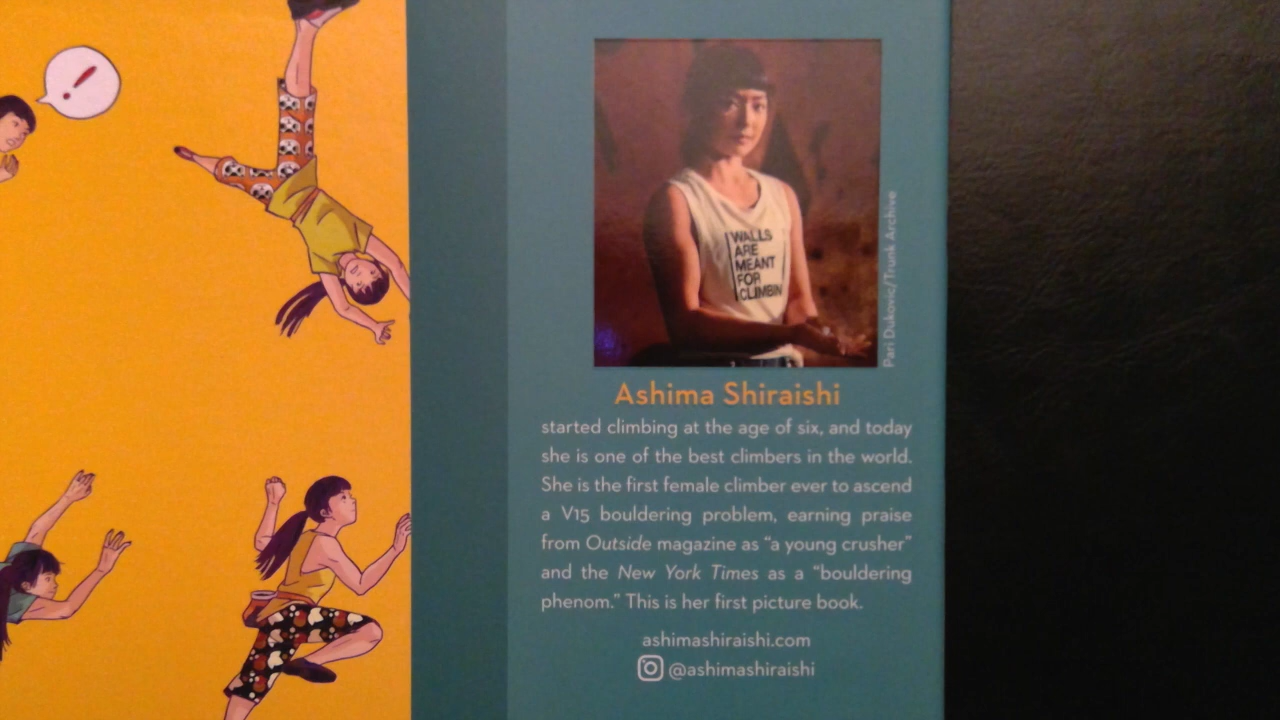 !
WALLS
ARE
MEANT
FOR
CLIMBIN
Pari Dukovic/Trunk Archive
Ashima Shiraishi
started climbing at the age of six, and today
she is one of the best climbers in the world.
She is the first female climber ever to ascend
a V15 bouldering problem, earning praise
from Outside magazine as “a young crusher”
and the New York Times as a “bouldering
phenom.” This is her first picture book.
ashimashiraishi.com
@ashimashiraishi